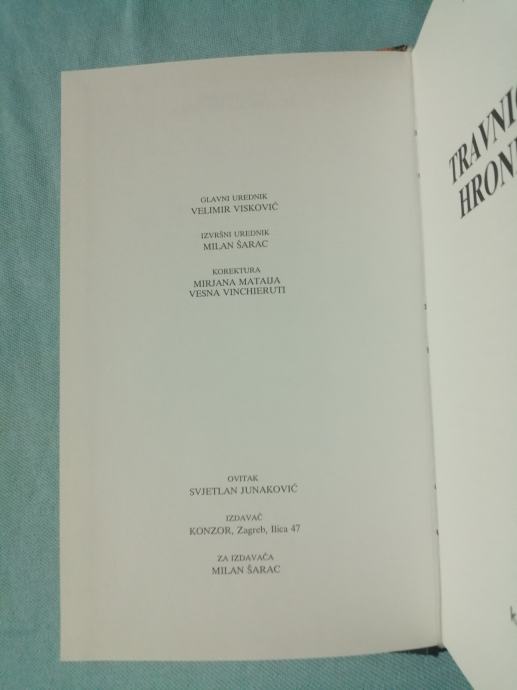 GLAVNI UREDNIK
VELIMIR VISKOVIĆ
IZVRŠNI UREDNIK
MILAN ŠARAC
KOREKTURA
MIRJANA MATAIJA
VESNA VINCHIERUTI
OVITAK
SVJETLAN JUNAKOVIĆ
IZDAVAČ
KONZOR, Zagreb, Ilica 47
ZA IZDAVAČA
MILAN ŠARAC